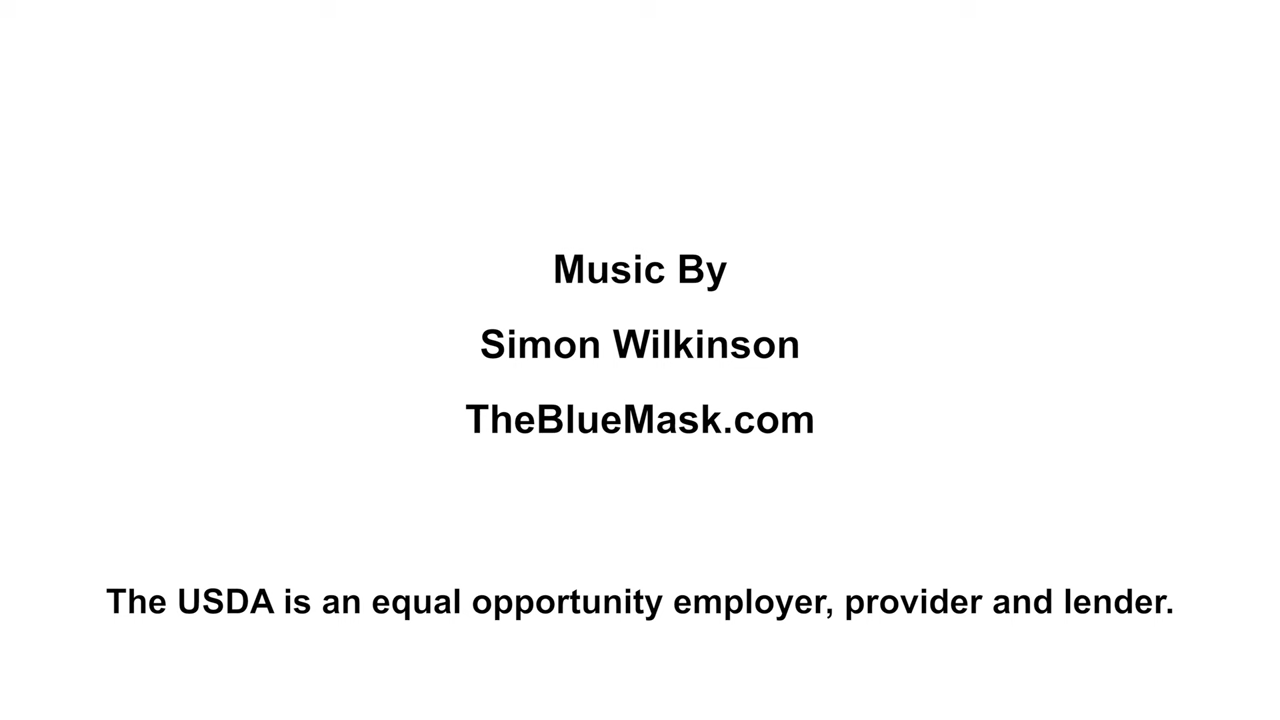 Music By
Simon Wilkinson
TheBlueMask.com
The USDA is an equal opportunity employer, provider and lender.